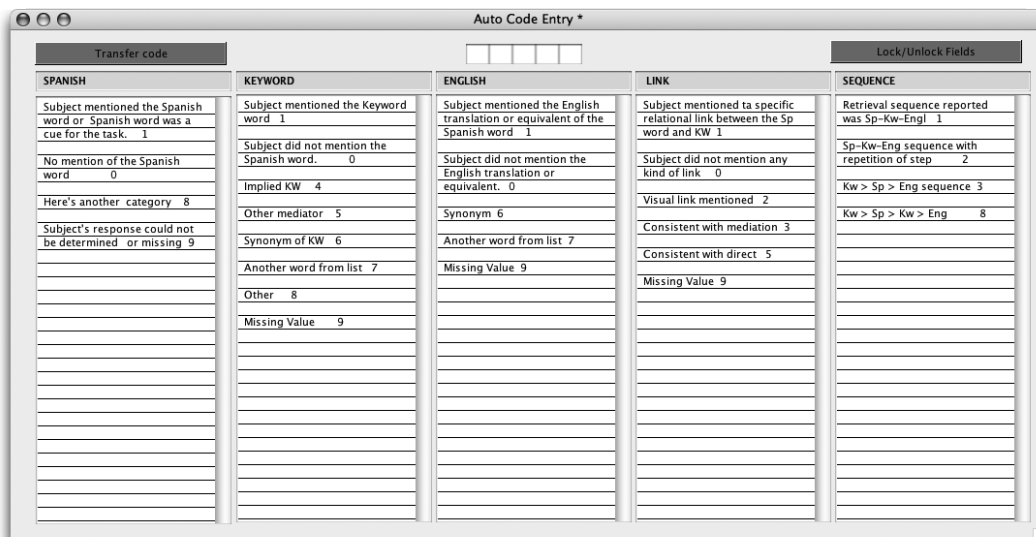 Auto Code Entry *
Transfer code
Lock/Unlock Fields
SPANISH
Subject mentioned the Spanish
word or Spanish word was a
cue for the task. 1
No mention of the Spanish
word 0
Here's another category 8
Subject's response could not
be determined or missing 9
KEYWORD
Subject mentioned the Keyword
word 1
Subject did not mention the
Spanish word. 0
Implied KW 4
Other mediator 5
Synonym of KW 6
Another word from list 7
Other 8
Missing Value 9
ENGLISH
Subject mentioned the English
translation or equivalent of the
Spanish word 1
Subject did not mention the
English translation or
equivalent. 0
Synonym 6
Another word from list 7
Missing Value 9
LINK
Subject mentioned ta specific
relational link between the Sp
word and KW 1
Subject did not mention any
kind of link 0
Visual link mentioned 2
Consistent with mediation 3
Consistent with direct 5
Missing Value 9
SEQUENCE
Retrieval sequence reported
was Sp-Kw-Engl 1
Sp-Kw-Eng sequence with
repetition of step 2
Kw > Sp > Eng sequence 3
Kw > Sp > Kw > Eng 8